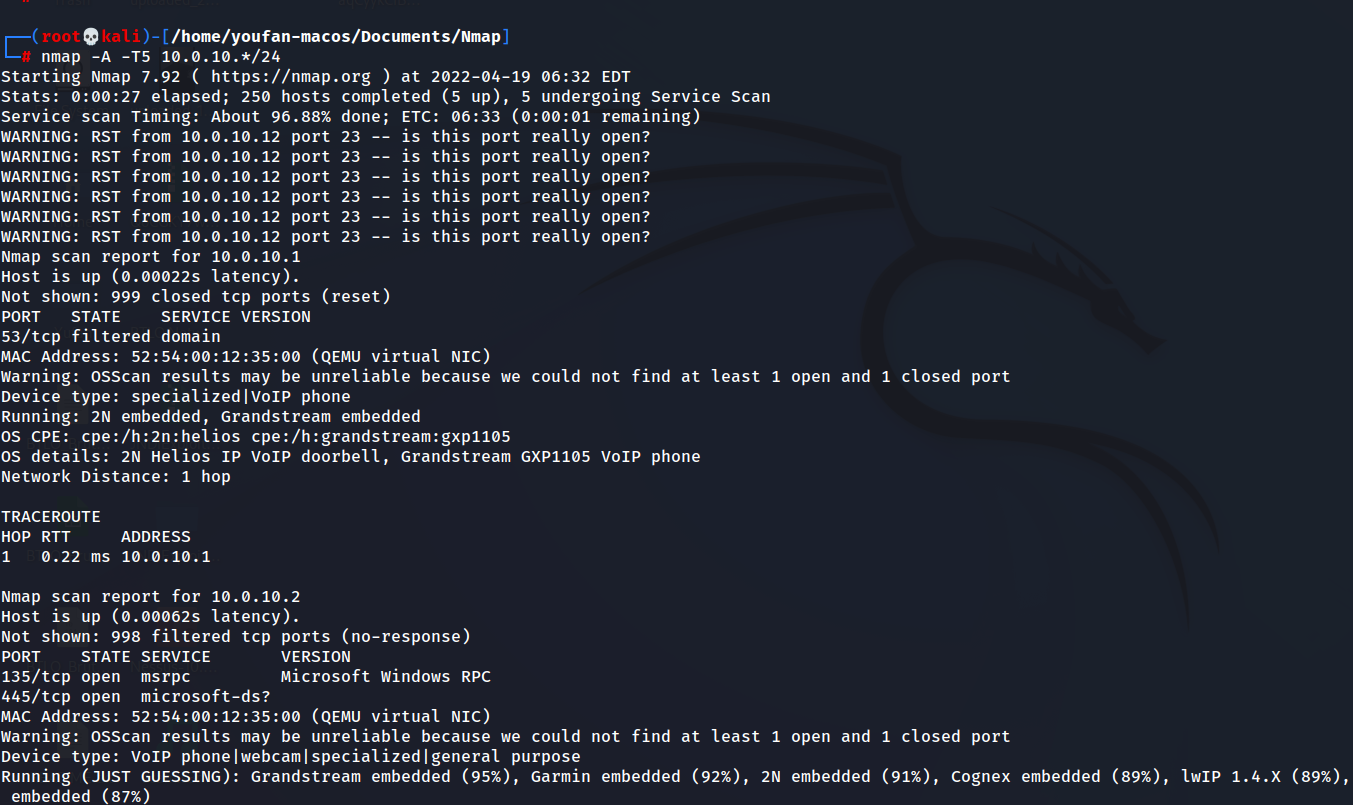 ┌──(root💀kali)-[/home/youfan-macos/Documents/Nmap]
└─# nmap -A -T5 10.0.10.*/24
Starting Nmap 7.92 ( https://nmap.org ) at 2022-04-19 06:32 EDT
Stats: 0:00:27 elapsed; 250 hosts completed (5 up), 5 undergoing Service Scan
Service scan Timing: About 96.88% done; ETC: 06:33 (0:00:01 remaining)
WARNING: RST from 10.0.10.12 port 23 -- is this port really open?
WARNING: RST from 10.0.10.12 port 23 -- is this port really open?
WARNING: RST from 10.0.10.12 port 23 -- is this port really open?
WARNING: RST from 10.0.10.12 port 23 -- is this port really open?
WARNING: RST from 10.0.10.12 port 23 -- is this port really open?
WARNING: RST from 10.0.10.12 port 23 -- is this port really open?
Nmap scan report for 10.0.10.1
Host is up (0.00022s latency).
Not shown: 999 closed tcp ports (reset)
PORT   STATE    SERVICE VERSION
53/tcp filtered domain
MAC Address: 52:54:00:12:35:00 (QEMU virtual NIC)
Warning: OSScan results may be unreliable because we could not find at least 1 open and 1 closed port
Device type: specialized|VoIP phone
Running: 2N embedded, Grandstream embedded
OS CPE: cpe:/h:2n:helios cpe:/h:grandstream:gxp1105
OS details: 2N Helios IP VoIP doorbell, Grandstream GXP1105 VoIP phone
Network Distance: 1 hop
TRACEROUTE
HOP RTT     ADDRESS
1   0.22 ms 10.0.10.1
Nmap scan report for 10.0.10.2
Host is up (0.00062s latency).
Not shown: 998 filtered tcp ports (no-response)
PORT    STATE SERVICE       VERSION
135/tcp open  msrpc         Microsoft Windows RPC
445/tcp open  microsoft-ds?
MAC Address: 52:54:00:12:35:00 (QEMU virtual NIC)
Warning: OSScan results may be unreliable because we could not find at least 1 open and 1 closed port
Device type: VoIP phone|webcam|specialized|general purpose
Running (JUST GUESSING): Grandstream embedded (95%), Garmin embedded (92%), 2N embedded (91%), Cognex embedded (89%), lwIP 1.4.X (89%),
embedded (87%)